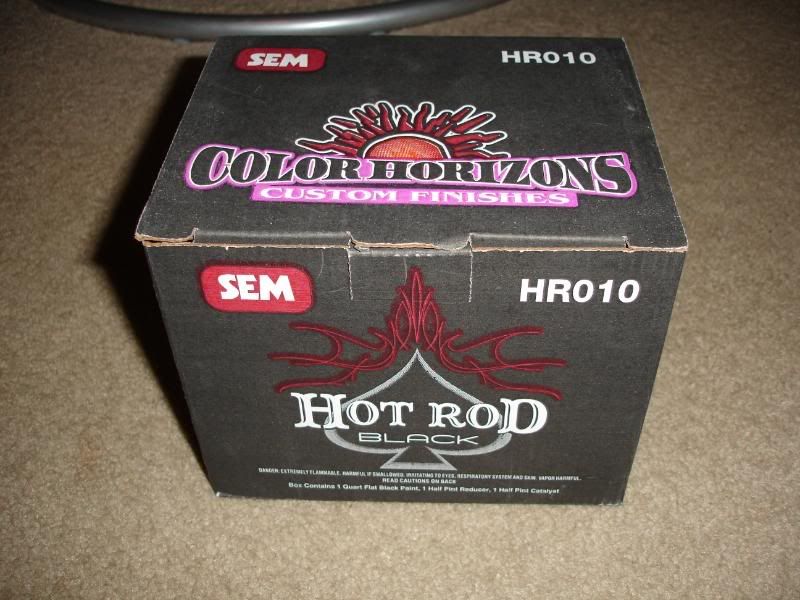 SEM
HR010
COLOR HORIZONS
CUSTOM FINISHES
SEM
HR010
HOT ROD
BLACK
DANGER: EXTREMELY FLAMMABLE. HARMFUL IF SWALLOWED. IRRITATING TO EYES, RESPIRATORY SYSTEM AND SKIN. VAPOR HARMFUL.
READ CAUTIONS ON BACK
Box Contains 1 Quart Flat Black Paint, 1 Half Pint Reducer, 1 Half Pint Catalyst